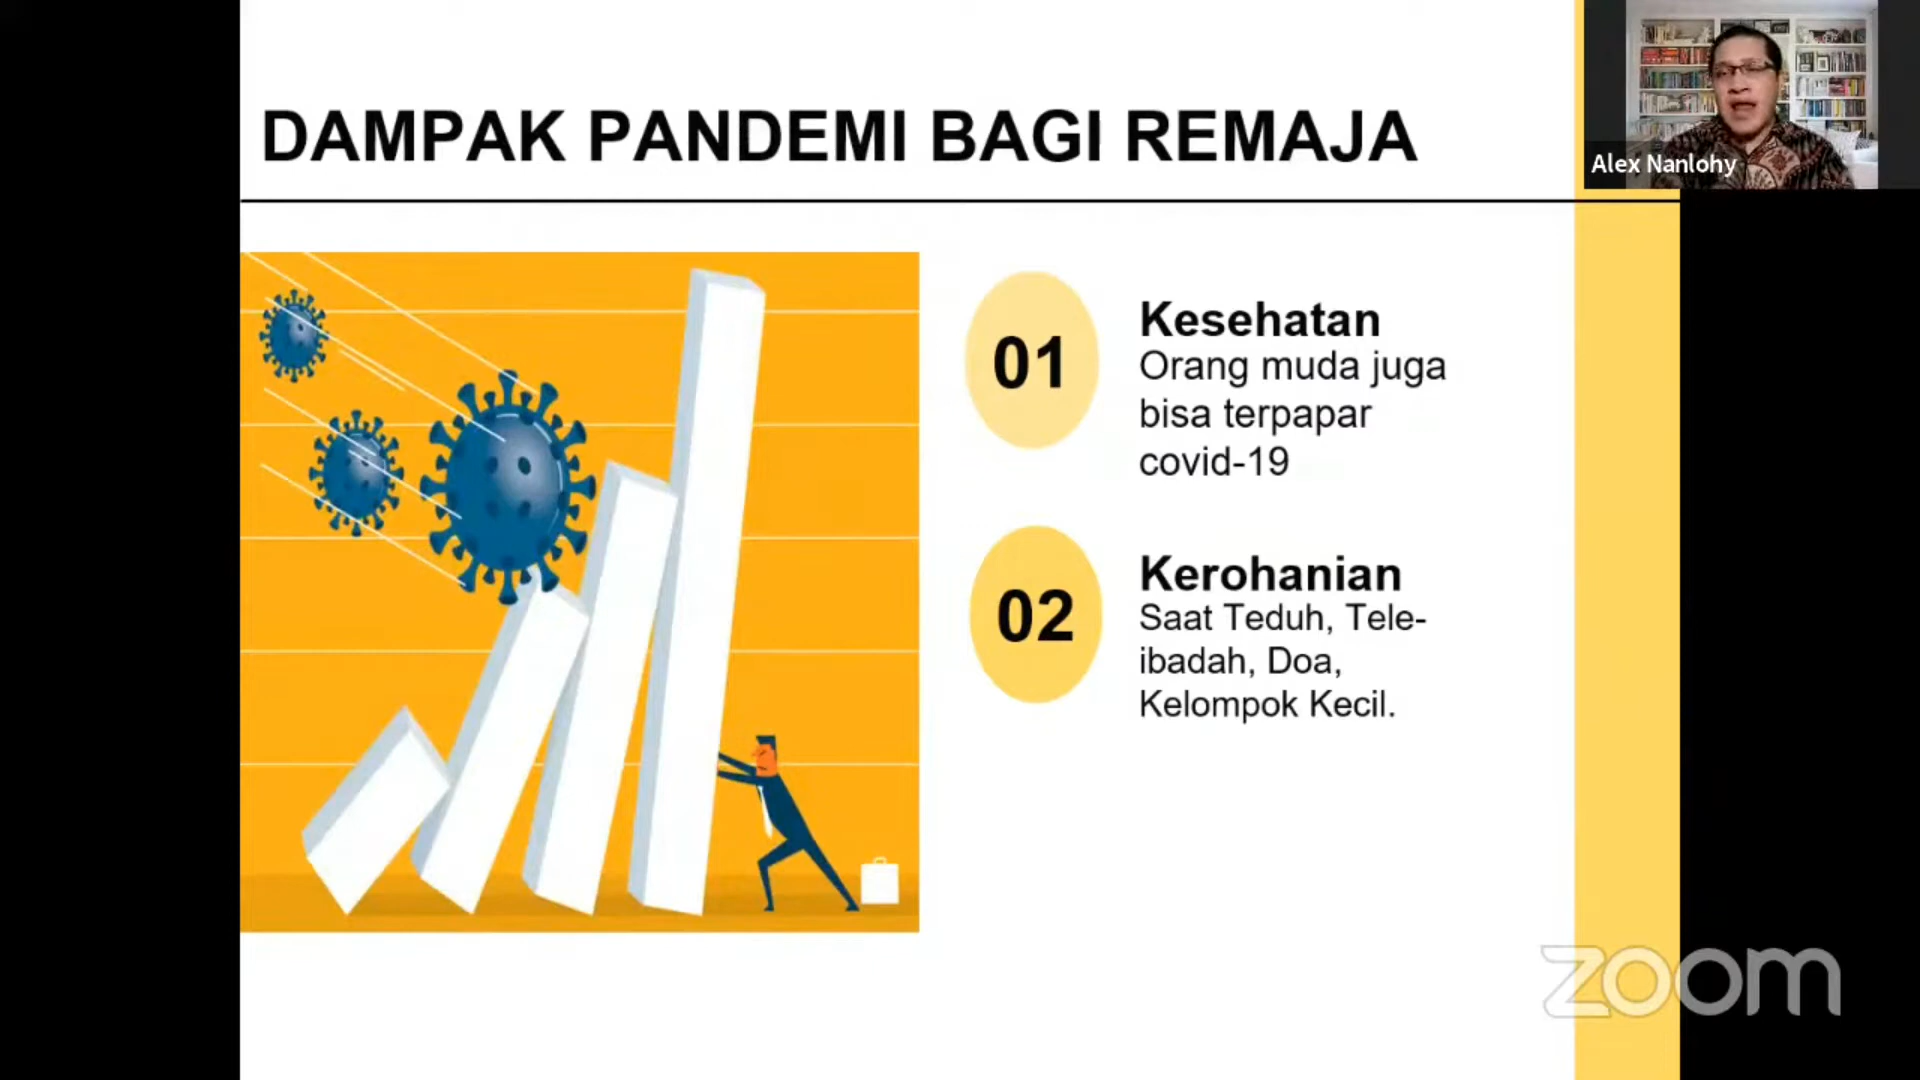 DAMPAK PANDEMI BAGI REMAJA
Alex Nanlohy
01
Kesehatan
Orang muda juga
bisa terpapar
covid-19
02
Kerohanian
Saat Teduh, Tele-
ibadah, Doa,
Kelompok Kecil.
zoom